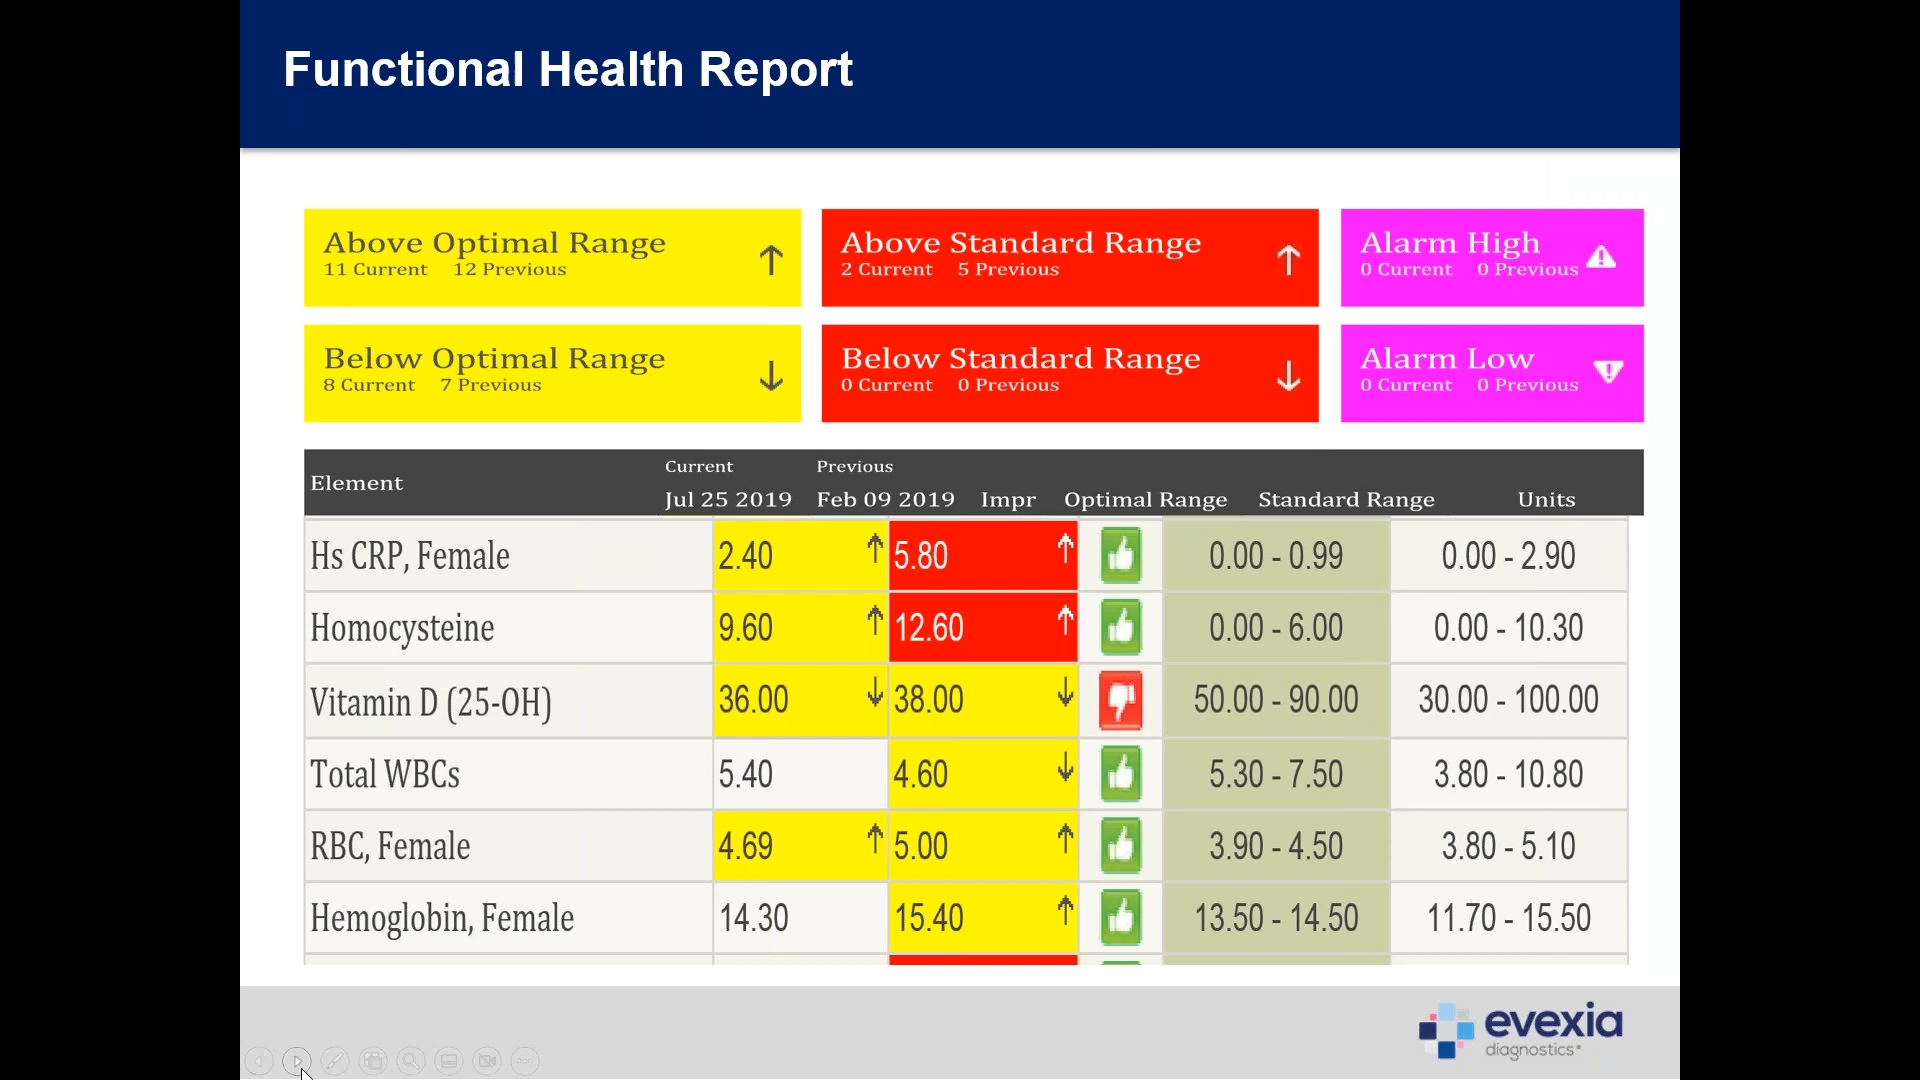 Functional Health Report
Above Optimal Range
11 Current 12 Previous
Above Standard Range
2 Current 5 Previous
Alarm High
0 Current 0 Previous
Below Optimal Range
8 Current 7 Previous
Below Standard Range
0 Current 0 Previous
Alarm Low
0 Current 0 Previous
Current Previous
Element Jul 25 2019 Feb 09 2019 Impr Optimal Range Standard Range Units
Hs CRP, Female 2.40 ↑ 5.80 ↑ 0.00 - 0.99 0.00 - 2.90
Homocysteine 9.60 ↑ 12.60 ↑ 0.00 - 6.00 0.00 - 10.30
Vitamin D (25-OH) 36.00 ↓ 38.00 ↓ 50.00 - 90.00 30.00 - 100.00
Total WBCs 5.40 4.60 ↓ 5.30 - 7.50 3.80 - 10.80
RBC, Female 4.69 ↑ 5.00 ↑ 3.90 - 4.50 3.80 - 5.10
Hemoglobin, Female 14.30 15.40 ↑ 13.50 - 14.50 11.70 - 15.50
evexia
diagnostics